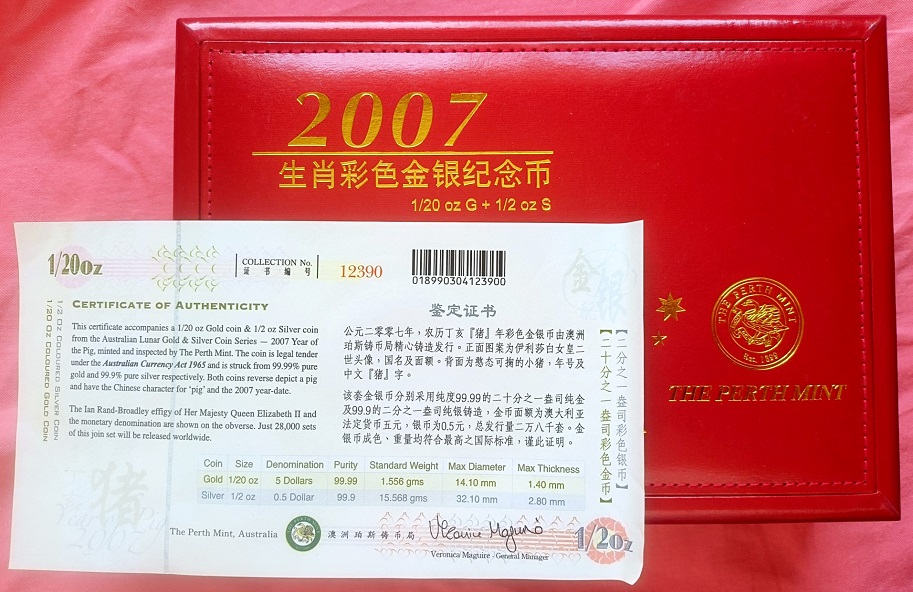 2007
生肖彩色金银纪念币
1/20 oz G + 1/2 oz S
THE PERTH MINT
Est. 1899
THE PERTH MINT
1/20oz
COLLECTION No.
证书编号
12390
018990304123900
金
银
1/2 OZ COLOURED SILVER COIN
1/20 OZ COLOURED GOLD COIN
CERTIFICATE OF AUTHENTICITY
This certificate accompanies a 1/20 oz Gold coin & 1/2 oz Silver coin
from the Australian Lunar Gold & Silver Coin Series — 2007 Year of
the Pig, minted and inspected by The Perth Mint. The coin is legal tender
under the Australian Currency Act 1965 and is struck from 99.99% pure
gold and 99.9% pure silver respectively. Both coins reverse depict a pig
and have the Chinese character for 'pig' and the 2007 year-date.
The Ian Rand-Broadley effigy of Her Majesty Queen Elizabeth II and
the monetary denomination are shown on the obverse. Just 28,000 sets
of this join set will be released worldwide.
鉴定证书
公元二零零七年，农历丁亥『猪』年彩色金银币由澳洲
珀斯铸币局精心铸造发行。正面图案为伊利莎白女皇二
世头像，国名及面额。背面为憨态可掬的小猪，年号及
中文『猪』字。
该套金银币分别采用纯度99.99的二十分之一盎司纯金
及99.9的二分之一盎司纯银铸造，金币面额为澳大利亚
法定货币五元，银币为0.5元，总发行量二万八千套。金
银币成色、重量均符合最高之国际标准，谨此证明。
【二分之一盎司彩色银币】
【二十分之一盎司彩色金币】
Coin Size Denomination Purity Standard Weight Max Diameter Max Thickness
Gold 1/20 oz 5 Dollars 99.99 1.556 gms 14.10 mm 1.40 mm
Silver 1/2 oz 0.5 Dollar 99.9 15.568 gms 32.10 mm 2.80 mm
猪
The Perth Mint, Australia
澳洲珀斯铸币局
Veronica Maguire - General Manager
1/20z